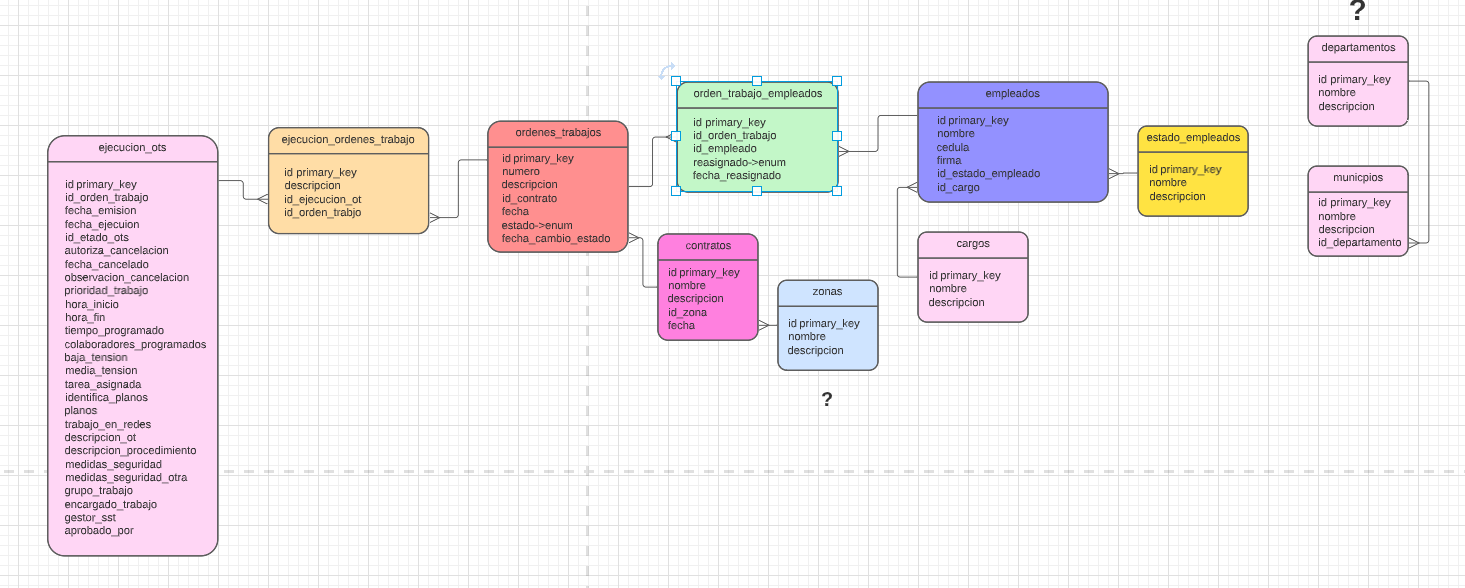 ejecucion_ots
id primary_key
id_orden_trabajo
fecha_emision
fecha_ejecuion
id_etado_ots
autoriza_cancelacion
fecha_cancelado
observacion_cancelacion
prioridad_trabajo
hora_inicio
hora_fin
tiempo_programado
colaboradores_programados
baja_tension
media_tension
tarea_asignada
identifica_planos
planos
trabajo_en_redes
descripcion_ot
descripcion_procedimiento
medidas_seguridad
medidas_seguridad_otra
grupo_trabajo
encargado_trabajo
gestor_sst
aprobado_por
ejecucion_ordenes_trabajo
id primary_key
descripcion
id_ejecucion_ot
id_orden_trabjo
ordenes_trabajos
id primary_key
numero
descripcion
id_contrato
fecha
estado->enum
fecha_cambio_estado
orden_trabajo_empleados
id primary_key
id_orden_trabajo
id_empleado
reasignado->enum
fecha_reasignado
contratos
id primary_key
nombre
descripcion
id_zona
fecha
zonas
id primary_key
nombre
descripcion
?
empleados
id primary_key
nombre
cedula
firma
id_estado_empleado
id_cargo
cargos
id primary_key
nombre
descripcion
estado_empleados
id primary_key
nombre
descripcion
?
departamentos
id primary_key
nombre
descripcion
municpios
id primary_key
nombre
descripcion
id_departamento